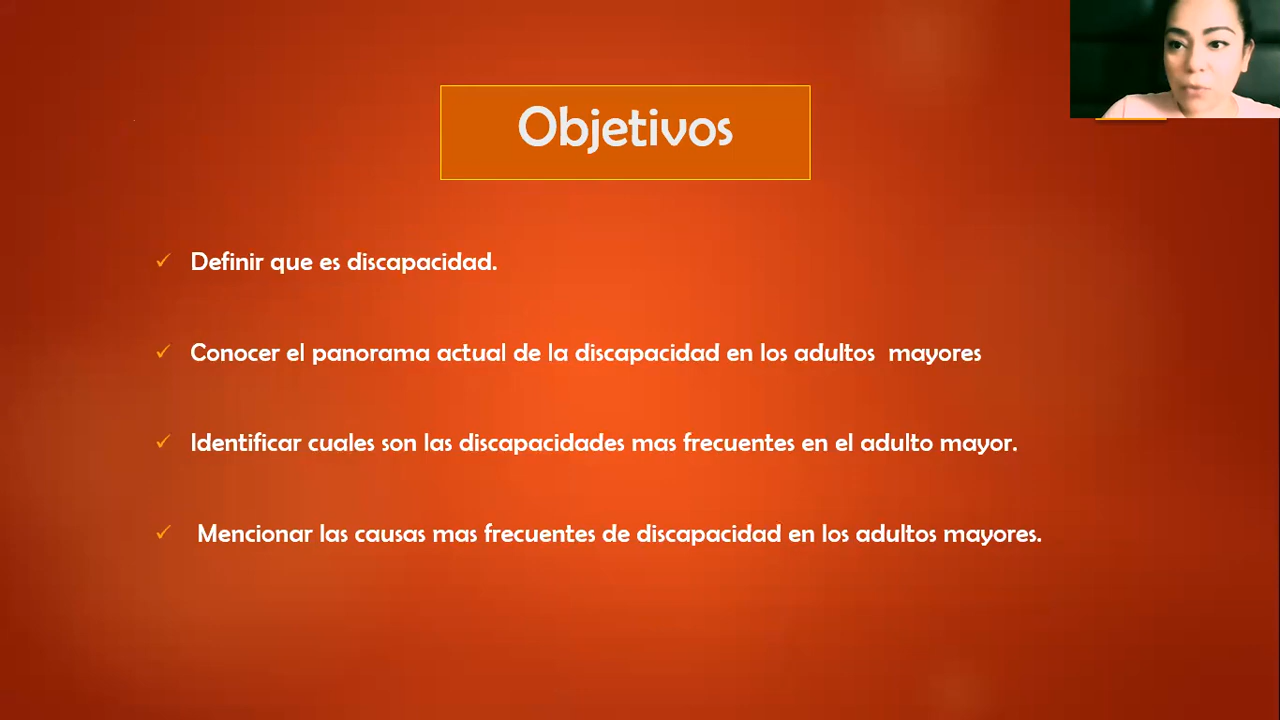 Objetivos
Definir que es discapacidad.
Conocer el panorama actual de la discapacidad en los adultos  mayores
Identificar cuales son las discapacidades mas frecuentes en el adulto mayor.
Mencionar las causas mas frecuentes de discapacidad en los adultos mayores.